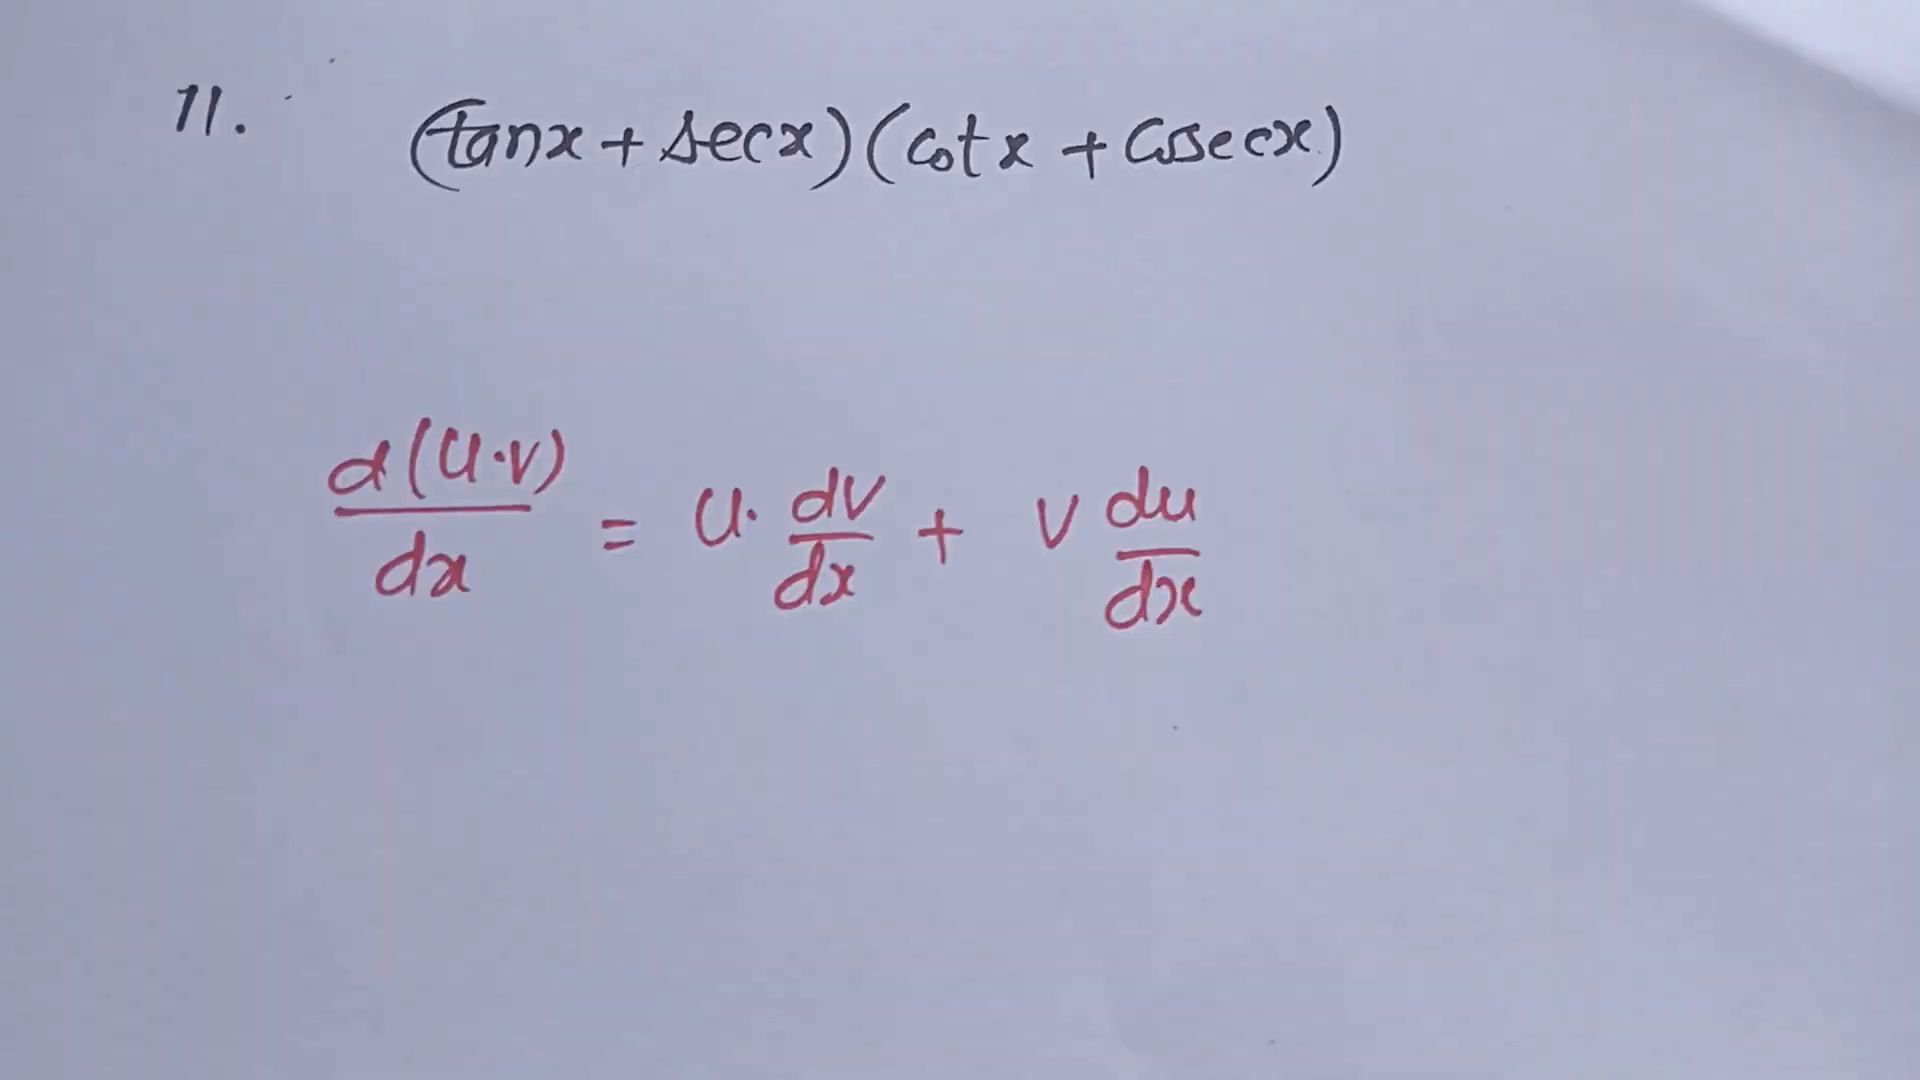 11. (tanx + secx)(cotx + cosecx)
d(u·v)/dx = u· dv/dx + v du/dx